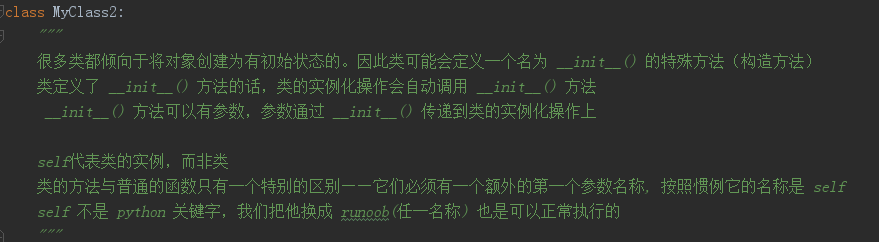 class MyClass2:
"""
很多类都倾向于将对象创建为有初始状态的。因此类可能会定义一个名为 __init__() 的特殊方法（构造方法）
类定义了 __init__() 方法的话，类的实例化操作会自动调用 __init__() 方法
__init__() 方法可以有参数，参数通过 __init__() 传递到类的实例化操作上
self代表类的实例，而非类
类的方法与普通的函数只有一个特别的区别——它们必须有一个额外的第一个参数名称, 按照惯例它的名称是 self
self 不是 python 关键字，我们把他换成 runoob(任一名称) 也是可以正常执行的
"""